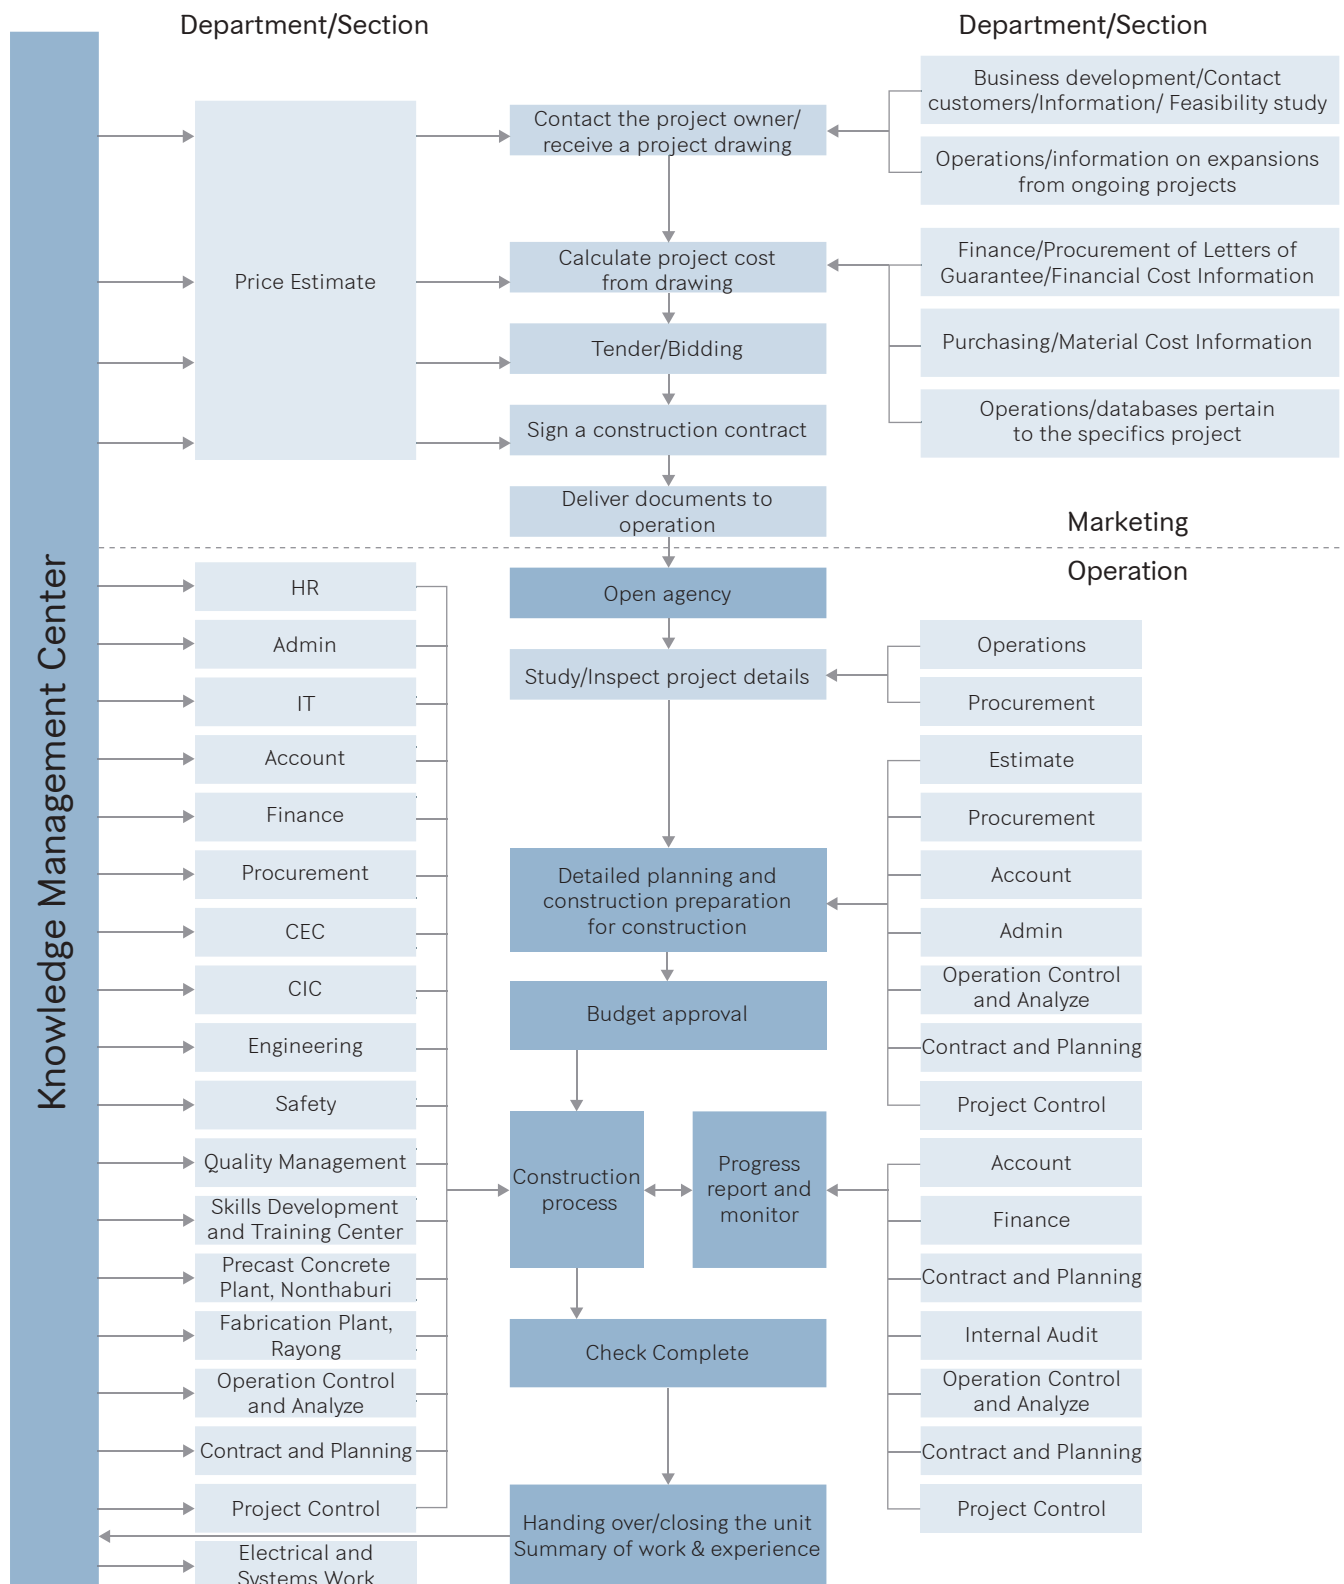 Department/Section
Department/Section
Knowledge Management Center
Price Estimate
Contact the project owner/
receive a project drawing
Business development/Contact
customers/Information/ Feasibility study
Operations/information on expansions
from ongoing projects
Calculate project cost
from drawing
Finance/Procurement of Letters of
Guarantee/Financial Cost Information
Tender/Bidding
Purchasing/Material Cost Information
Sign a construction contract
Operations/databases pertain
to the specifics project
Deliver documents to
operation
Marketing
Operation
HR
Admin
IT
Account
Finance
Procurement
CEC
CIC
Engineering
Safety
Quality Management
Skills Development
and Training Center
Precast Concrete
Plant, Nonthaburi
Fabrication Plant,
Rayong
Operation Control
and Analyze
Contract and Planning
Project Control
Electrical and
Systems Work
Open agency
Study/Inspect project details
Detailed planning and
construction preparation
for construction
Budget approval
Construction
process
Progress
report and
monitor
Check Complete
Handing over/closing the unit
Summary of work & experience
Operations
Procurement
Estimate
Procurement
Account
Admin
Operation Control
and Analyze
Contract and Planning
Project Control
Account
Finance
Contract and Planning
Internal Audit
Operation Control
and Analyze
Contract and Planning
Project Control